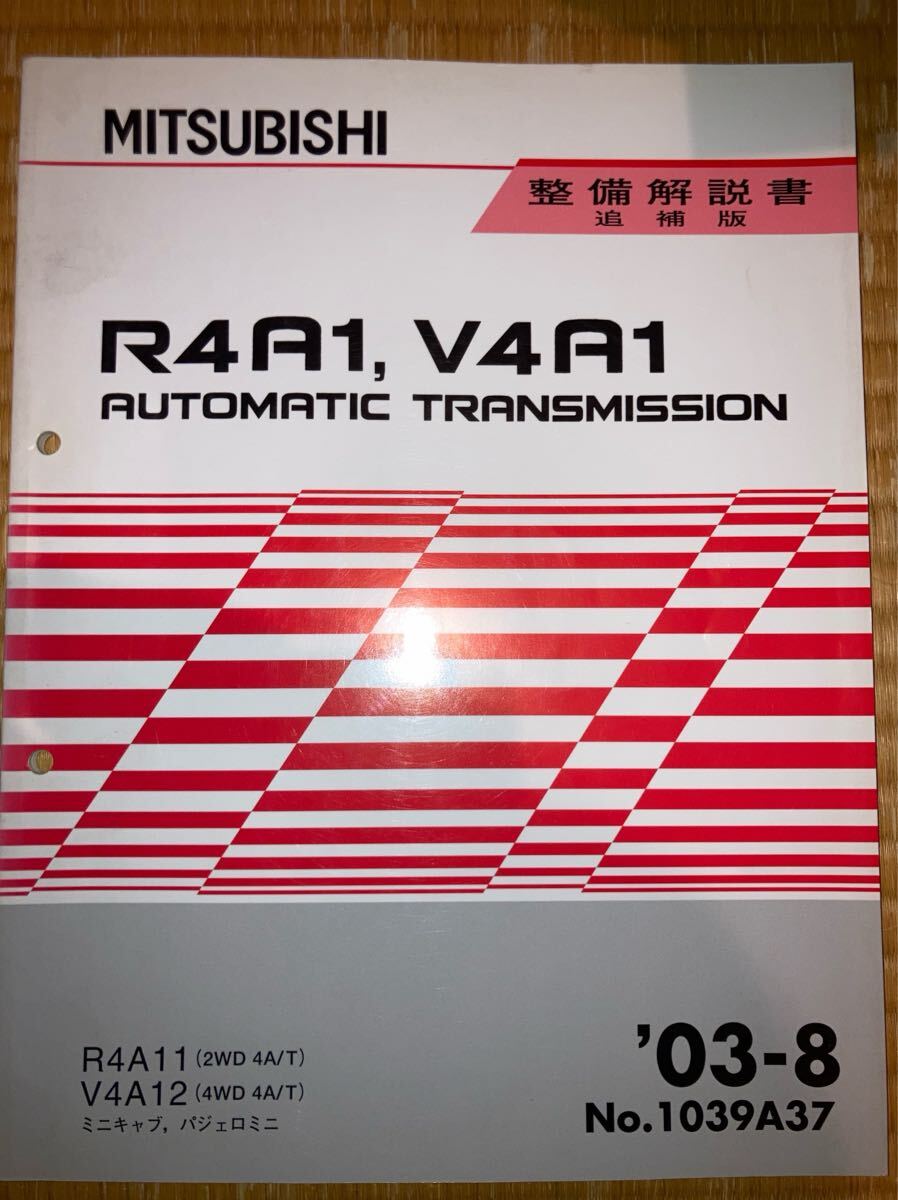 MITSUBISHI
整備解説書
追補版
R4A1, V4A1
AUTOMATIC TRANSMISSION
R4A11 (2WD 4A/T)
V4A12 (4WD 4A/T)
ミニキャブ, パジェロミニ
'03-8
No.1039A37